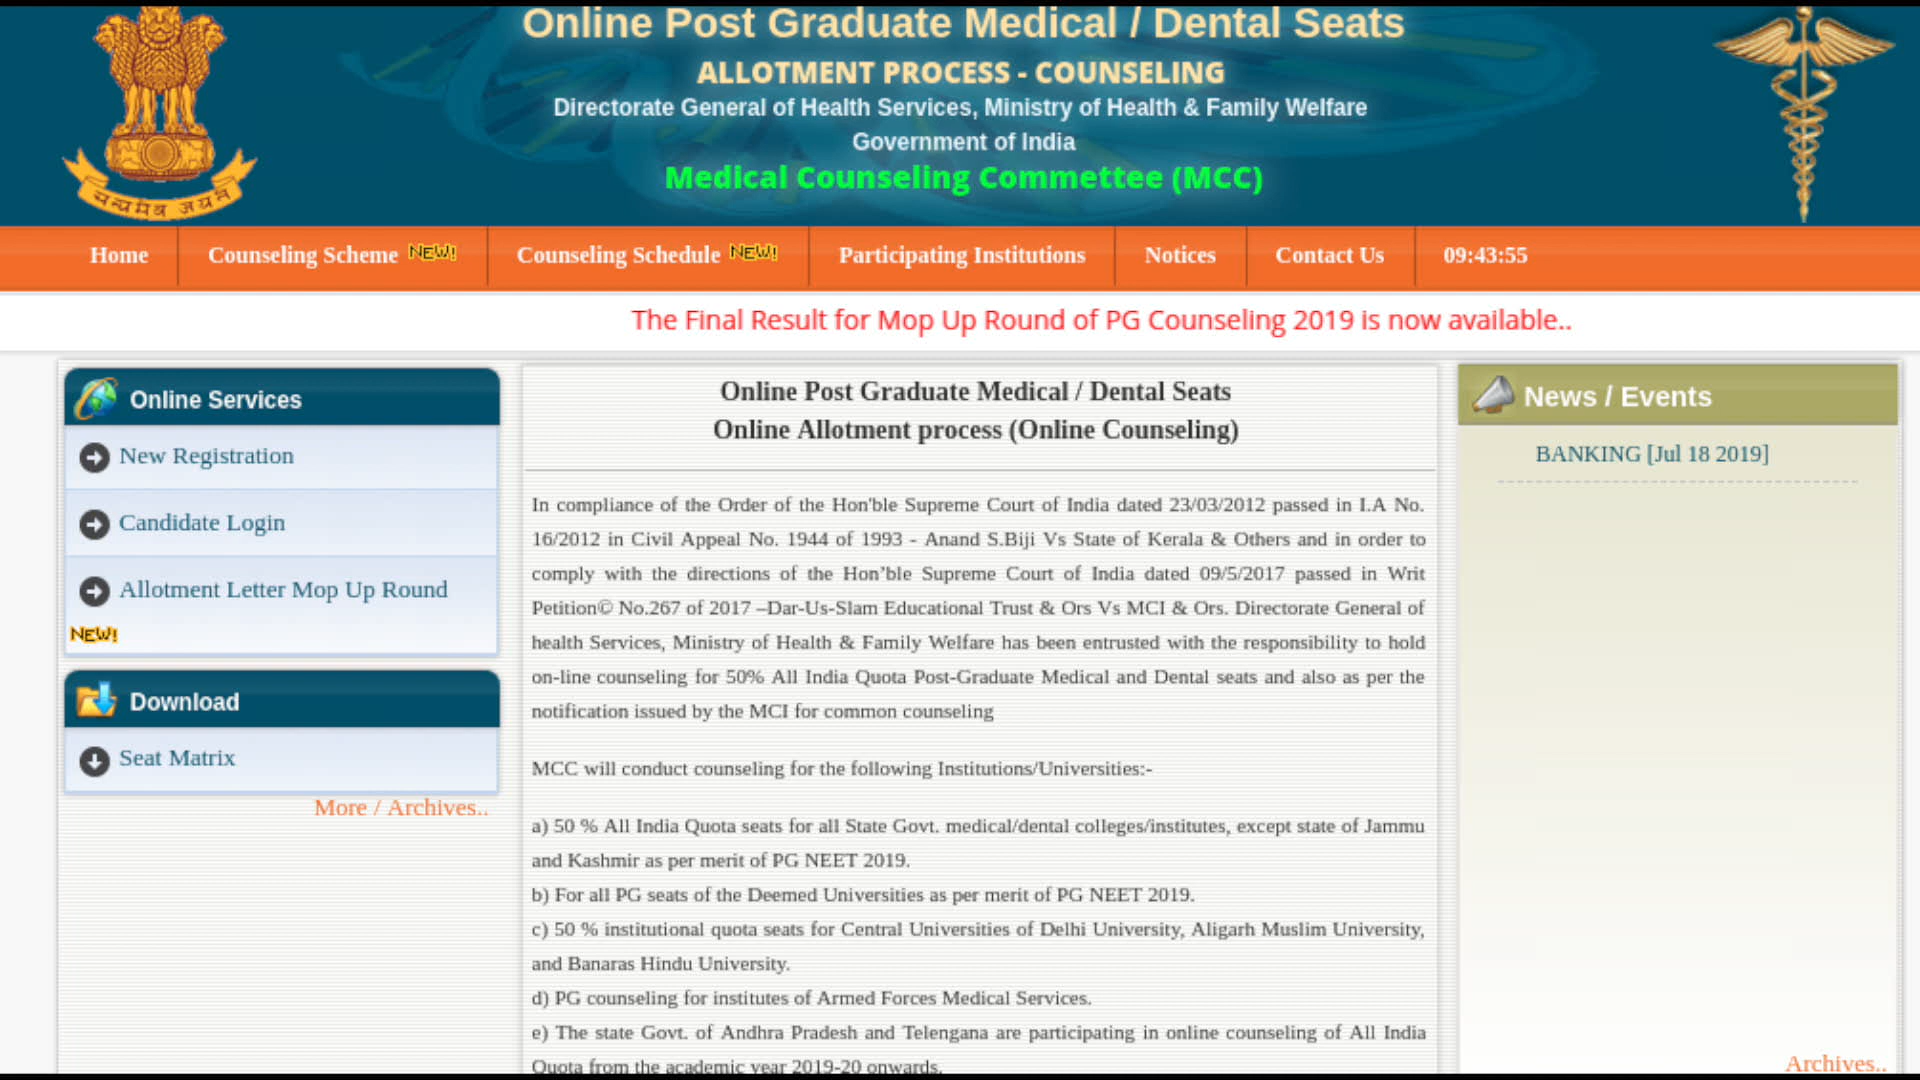 Online Post Graduate Medical / Dental Seats
ALLOTMENT PROCESS - COUNSELING
Directorate General of Health Services, Ministry of Health & Family Welfare
Government of India
Medical Counseling Commettee (MCC)
सत्यमेव जयते
Home
Counseling Scheme NEW!
Counseling Schedule NEW!
Participating Institutions
Notices
Contact Us
09:43:55
The Final Result for Mop Up Round of PG Counseling 2019 is now available..
Online Services
New Registration
Candidate Login
Allotment Letter Mop Up Round
NEW!
Download
Seat Matrix
More / Archives..
Online Post Graduate Medical / Dental Seats
Online Allotment process (Online Counseling)
In compliance of the Order of the Hon'ble Supreme Court of India dated 23/03/2012 passed in I.A No.
16/2012 in Civil Appeal No. 1944 of 1993 - Anand S.Biji Vs State of Kerala & Others and in order to
comply with the directions of the Hon’ble Supreme Court of India dated 09/5/2017 passed in Writ
Petition© No.267 of 2017 –Dar-Us-Slam Educational Trust & Ors Vs MCI & Ors. Directorate General of
health Services, Ministry of Health & Family Welfare has been entrusted with the responsibility to hold
on-line counseling for 50% All India Quota Post-Graduate Medical and Dental seats and also as per the
notification issued by the MCI for common counseling
MCC will conduct counseling for the following Institutions/Universities:-
a) 50 % All India Quota seats for all State Govt. medical/dental colleges/institutes, except state of Jammu
and Kashmir as per merit of PG NEET 2019.
b) For all PG seats of the Deemed Universities as per merit of PG NEET 2019.
c) 50 % institutional quota seats for Central Universities of Delhi University, Aligarh Muslim University,
and Banaras Hindu University.
d) PG counseling for institutes of Armed Forces Medical Services.
e) The state Govt. of Andhra Pradesh and Telengana are participating in online counseling of All India
Quota from the academic year 2019-20 onwards.
News / Events
BANKING [Jul 18 2019]
Archives..